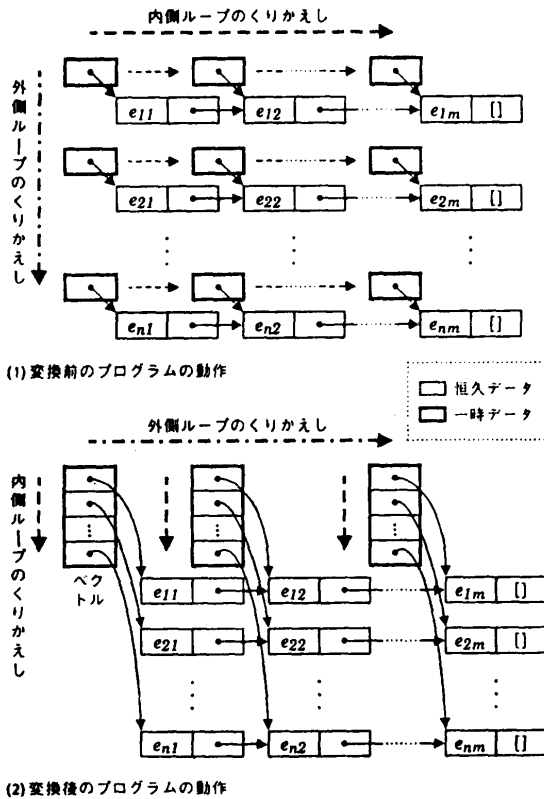 内側ループのくりかえし
外側ループのくりかえし
e11 e12 e1m []
e21 e22 e2m []
en1 en2 enm []
(1) 変換前のプログラムの動作
恒久データ
一時データ
外側ループのくりかえし
内側ループのくりかえし
ベク
トル
e11 e12 e1m []
e21 e22 e2m []
en1 en2 enm []
(2) 変換後のプログラムの動作